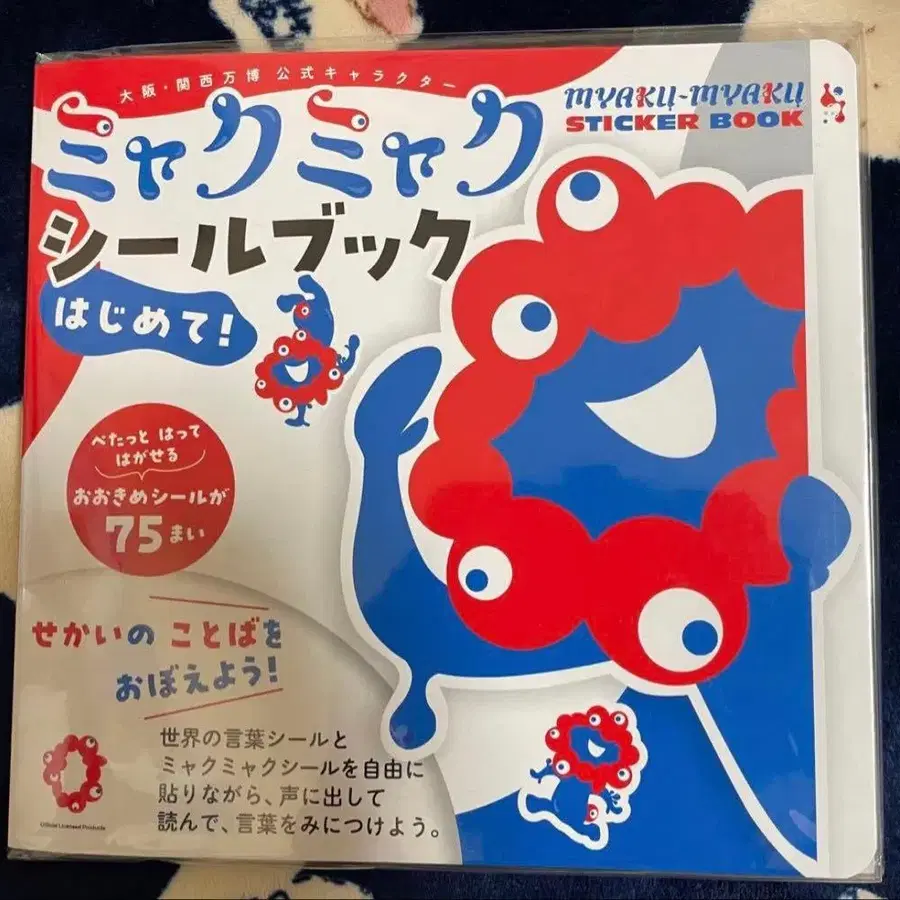 大阪・関西万博 公式キャラクター
ミャクミャク
シールブック
はじめて!
MYAKU-MYAKU
STICKER BOOK
ぺたっと はって
はがせる
おおきめシールが
75まい
せかいの ことばを
おぼえよう!
世界の言葉シールと
ミャクミャクシールを自由に
貼りながら、声に出して
読んで、言葉をみにつけよう。
Official Licensed Products